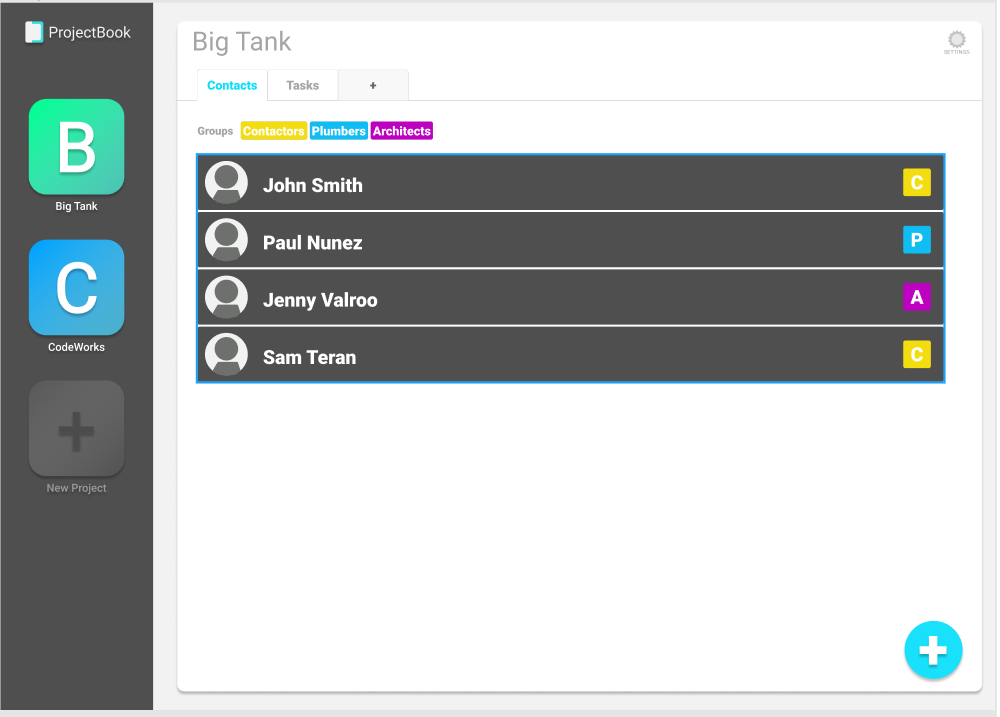 ProjectBook
B
Big Tank
C
CodeWorks
New Project
Big Tank
SETTINGS
Contacts Tasks +
Groups Contactors Plumbers Architects
John Smith C
Paul Nunez P
Jenny Valroo A
Sam Teran C